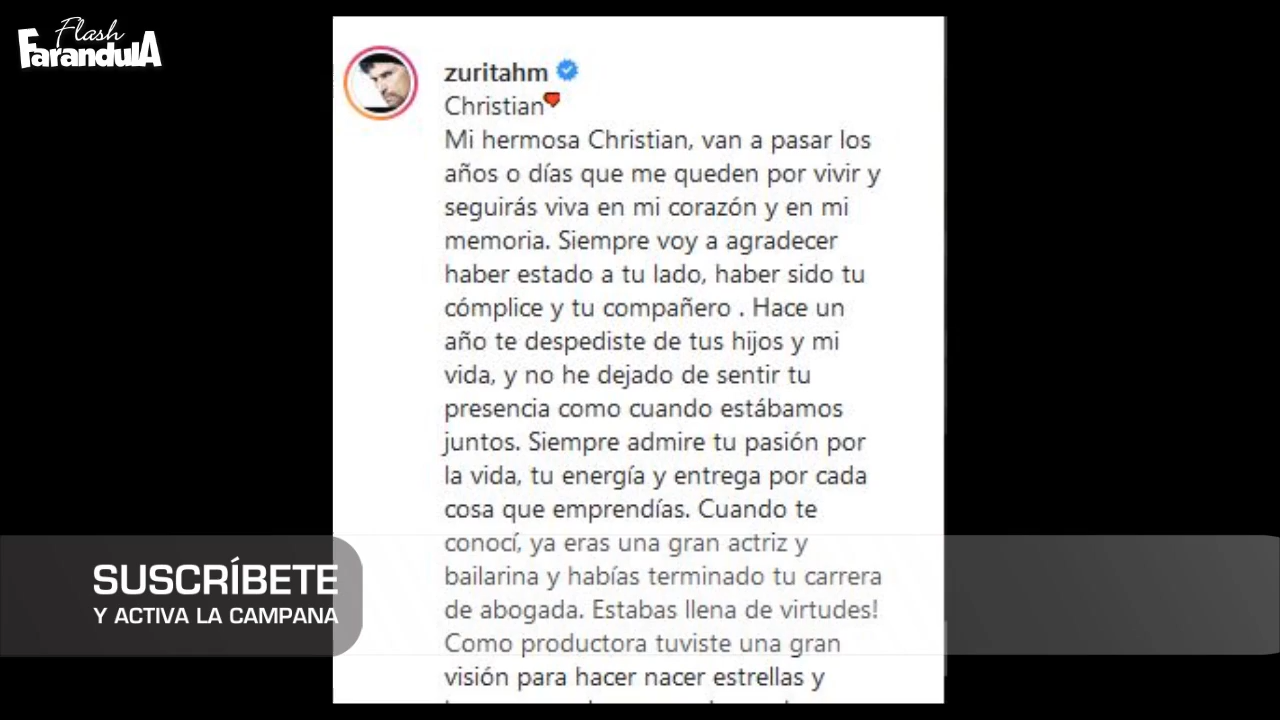 Flash
FarandulA
zuritahm
Christian
Mi hermosa Christian, van a pasar los
años o días que me queden por vivir y
seguirás viva en mi corazón y en mi
memoria. Siempre voy a agradecer
haber estado a tu lado, haber sido tu
cómplice y tu compañero . Hace un
año te despediste de tus hijos y mi
vida, y no he dejado de sentir tu
presencia como cuando estábamos
juntos. Siempre admire tu pasión por
la vida, tu energía y entrega por cada
cosa que emprendías. Cuando te
conocí, ya eras una gran actriz y
bailarina y habías terminado tu carrera
de abogada. Estabas llena de virtudes!
Como productora tuviste una gran
visión para hacer nacer estrellas y
SUSCRÍBETE
Y ACTIVA LA CAMPANA